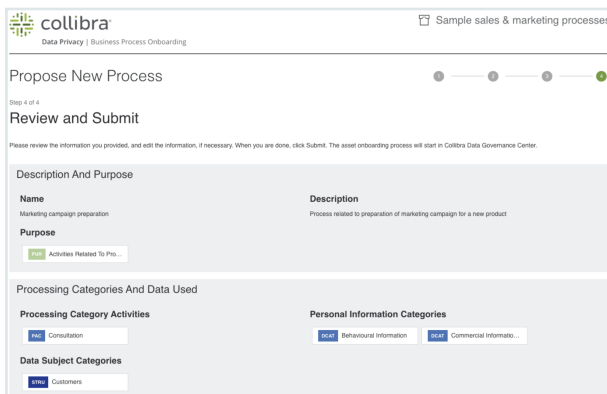 collibra
Sample sales & marketing processes
Data Privacy | Business Process Onboarding
Propose New Process
1 2 3 4
Step 4 of 4
Review and Submit
Please review the information you provided, and edit the information, if necessary. When you are done, click Submit. The asset onboarding process will start in Collibra Data Governance Center.
Description And Purpose
Name
Description
Marketing campaign preparation
Process related to preparation of marketing campaign for a new product
Purpose
PUR Activities Related To Pro...
Processing Categories And Data Used
Processing Category Activities
Personal Information Categories
PAC Consultation
DCAT Behavioural Information
DCAT Commercial Informatio...
Data Subject Categories
STRU Customers